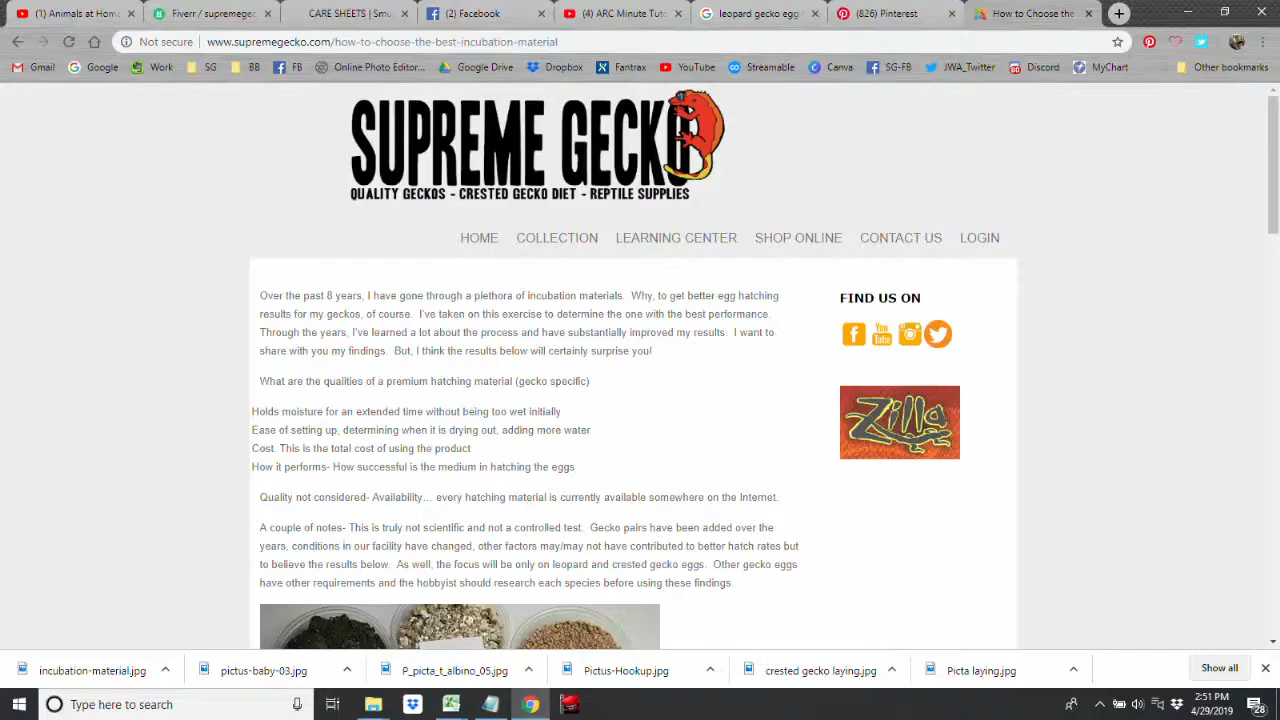 (1) Animals at Home
Fiverr / supremegec
CARE SHEETS | Smu
(2) Facebook
(4) ARC Minute Tuto
leopard gecko egg i
(826) Pinterest
How to Choose the
Not secure
www.supremegecko.com/how-to-choose-the-best-incubation-material
Gmail Google Work SG BB FB Online Photo Editor... Google Drive Dropbox Fantrax YouTube Streamable Canva SG-FB JWA_Twitter Discord MyChart Other bookmarks
SUPREME GECKO
QUALITY GECKOS - CRESTED GECKO DIET - REPTILE SUPPLIES
HOME COLLECTION LEARNING CENTER SHOP ONLINE CONTACT US LOGIN
Over the past 8 years, I have gone through a plethora of incubation materials. Why, to get better egg hatching
results for my geckos, of course. I've taken on this exercise to determine the one with the best performance.
Through the years, I've learned a lot about the process and have substantially improved my results. I want to
share with you my findings. But, I think the results below will certainly surprise you!
What are the qualities of a premium hatching material (gecko specific)
Holds moisture for an extended time without being too wet initially
Ease of setting up, determining when it is drying out, adding more water
Cost. This is the total cost of using the product
How it performs- How successful is the medium in hatching the eggs
Quality not considered- Availability… every hatching material is currently available somewhere on the Internet.
A couple of notes- This is truly not scientific and not a controlled test. Gecko pairs have been added over the
years, conditions in our facility have changed, other factors may/may not have contributed to better hatch rates but
to believe the results below. As well, the focus will be only on leopard and crested gecko eggs. Other gecko eggs
have other requirements and the hobbyist should research each species before using these findings.
FIND US ON
You
Tube
Zilla
incubation-material.jpg
pictus-baby-03.jpg
P_picta_t_albino_05.jpg
Pictus-Hookup.jpg
crested gecko laying.jpg
Picta laying.jpg
Show all
Type here to search
2:51 PM
4/29/2019
28